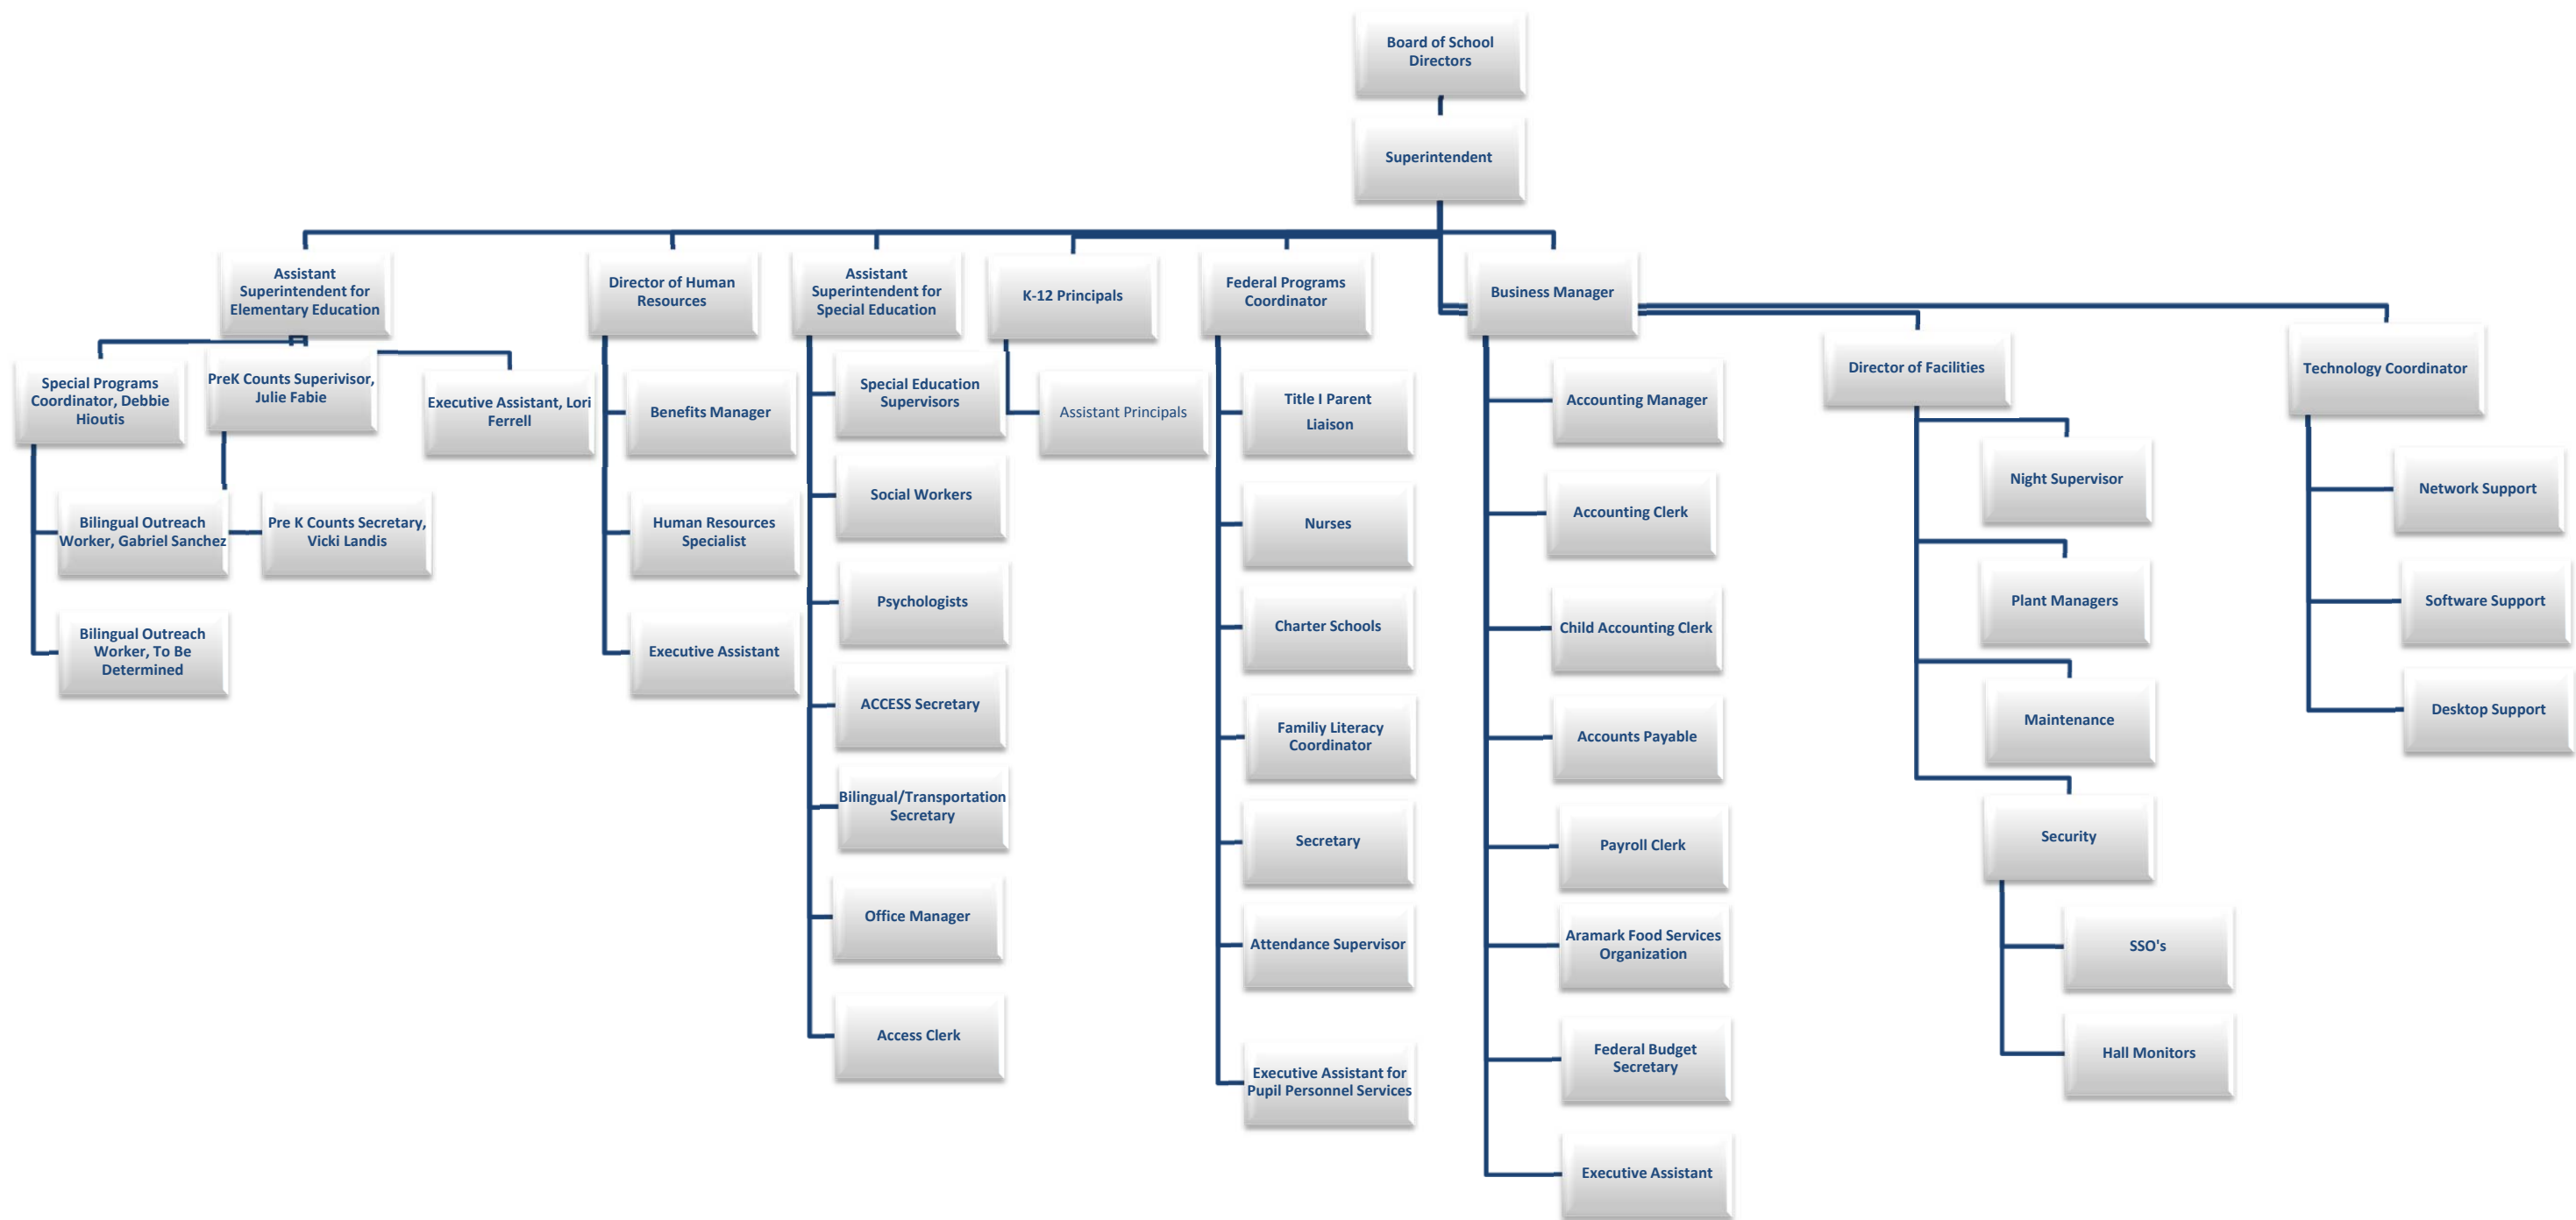 Board of School
Directors
Superintendent
Assistant
Superintendent for
Elementary Education
Director of Human
Resources
Assistant
Superintendent for
Special Education
K-12 Principals
Federal Programs
Coordinator
Business Manager
Director of Facilities
Technology Coordinator
Special Programs
Coordinator, Debbie
Hioutis
PreK Counts Superivisor,
Julie Fabie
Executive Assistant, Lori
Ferrell
Bilingual Outreach
Worker, Gabriel Sanchez
Pre K Counts Secretary,
Vicki Landis
Bilingual Outreach
Worker, To Be
Determined
Benefits Manager
Human Resources
Specialist
Executive Assistant
Special Education
Supervisors
Social Workers
Psychologists
ACCESS Secretary
Bilingual/Transportation
Secretary
Office Manager
Access Clerk
Assistant Principals
Title I Parent
Liaison
Nurses
Charter Schools
Familiy Literacy
Coordinator
Secretary
Attendance Supervisor
Executive Assistant for
Pupil Personnel Services
Accounting Manager
Accounting Clerk
Child Accounting Clerk
Accounts Payable
Payroll Clerk
Aramark Food Services
Organization
Federal Budget
Secretary
Executive Assistant
Night Supervisor
Plant Managers
Maintenance
Security
SSO's
Hall Monitors
Network Support
Software Support
Desktop Support